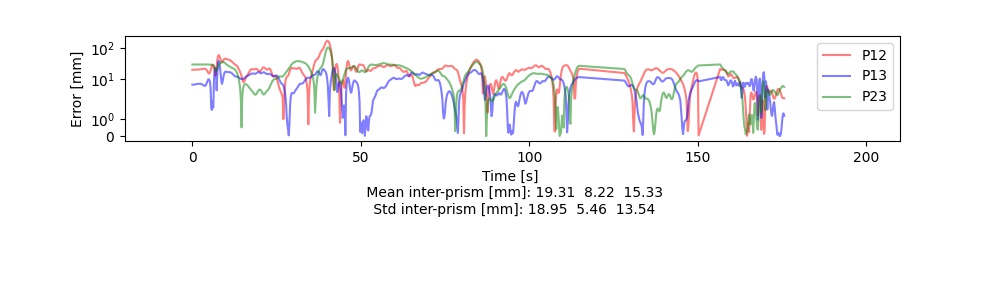 Error [mm]
10²
10¹
10⁰
0
P12
P13
P23
0 50 100 150 200
Time [s]
Mean inter-prism [mm]: 19.31 8.22 15.33
Std inter-prism [mm]: 18.95 5.46 13.54